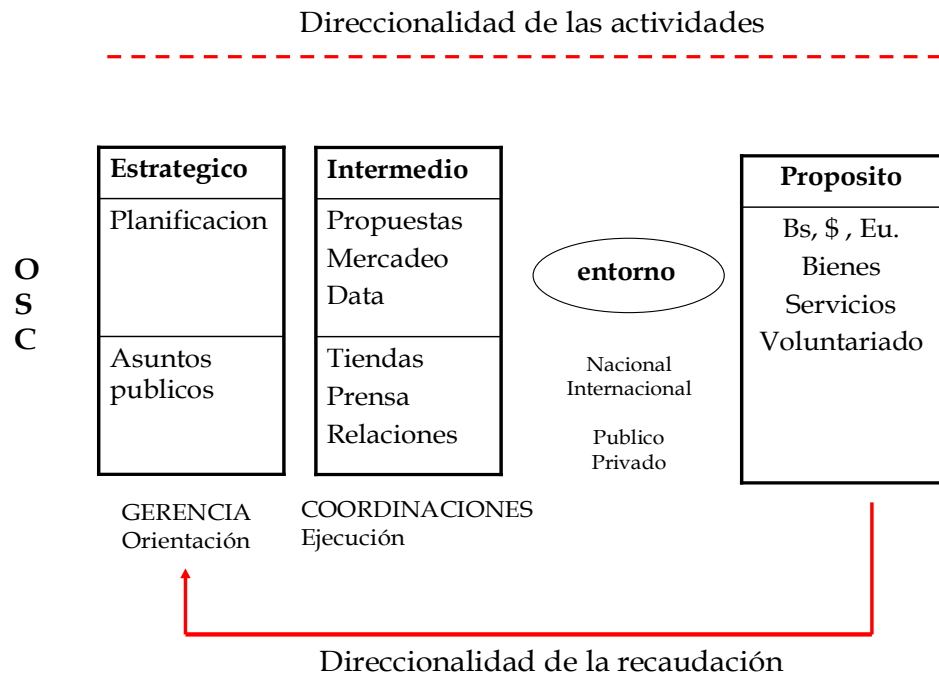 Direccionalidad de las actividades
O
S
C
Estrategico
Planificacion
Asuntos
publicos
GERENCIA
Orientación
Intermedio
Propuestas
Mercadeo
Data
Tiendas
Prensa
Relaciones
COORDINACIONES
Ejecución
entorno
Nacional
Internacional
Publico
Privado
Proposito
Bs, $ , Eu.
Bienes
Servicios
Voluntariado
Direccionalidad de la recaudación